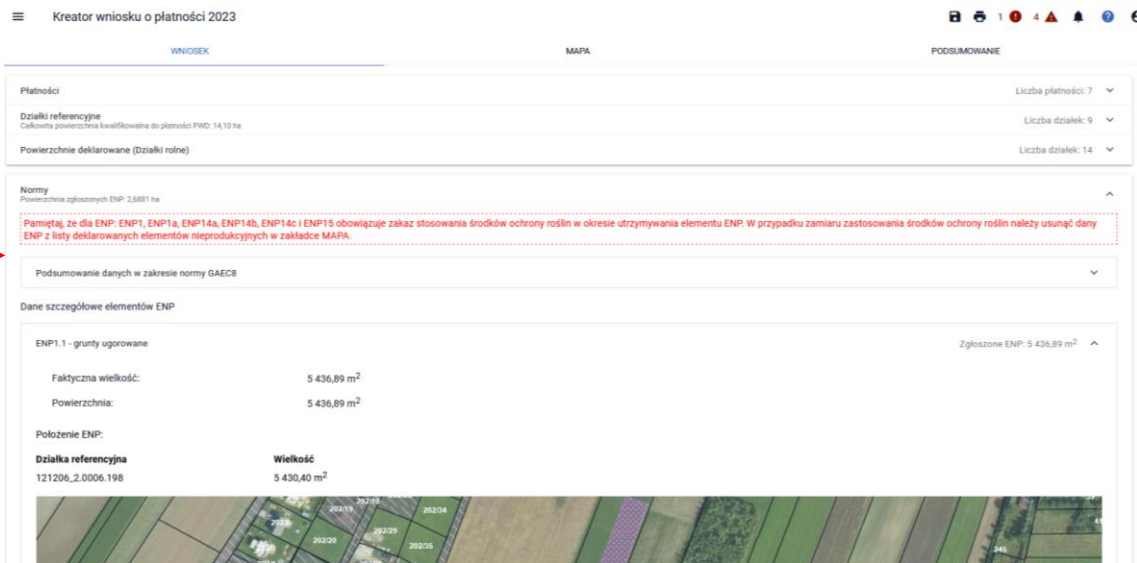 Kreator wniosku o płatności 2023
1 4
WNIOSEK MAPA PODSUMOWANIE
Płatności Liczba płatności: 7
Działki referencyjne Liczba działek: 9
Całkowita powierzchnia kwalifikowalna do płatności PWD: 14,10 ha
Powierzchnie deklarowane (Działki rolne) Liczba działek: 14
Normy
Powierzchnia zgłoszonych ENP: 2,6881 ha
Pamiętaj, że dla ENP: ENP1, ENP1a, ENP14a, ENP14b, ENP14c i ENP15 obowiązuje zakaz stosowania środków ochrony roślin w okresie utrzymywania elementu ENP. W przypadku zamiaru zastosowania środków ochrony roślin należy usunąć dany
ENP z listy deklarowanych elementów nieprodukcyjnych w zakładce MAPA.
Podsumowanie danych w zakresie normy GAEC8
Dane szczegółowe elementów ENP
ENP1.1 - grunty ugorowane Zgłoszone ENP: 5 436,89 m²
Faktyczna wielkość: 5 436,89 m²
Powierzchnia: 5 436,89 m²
Położenie ENP:
Działka referencyjna Wielkość
121206_2.0006.198 5 430,40 m²
202/19 202/34
202/20 202/29
202/35
245